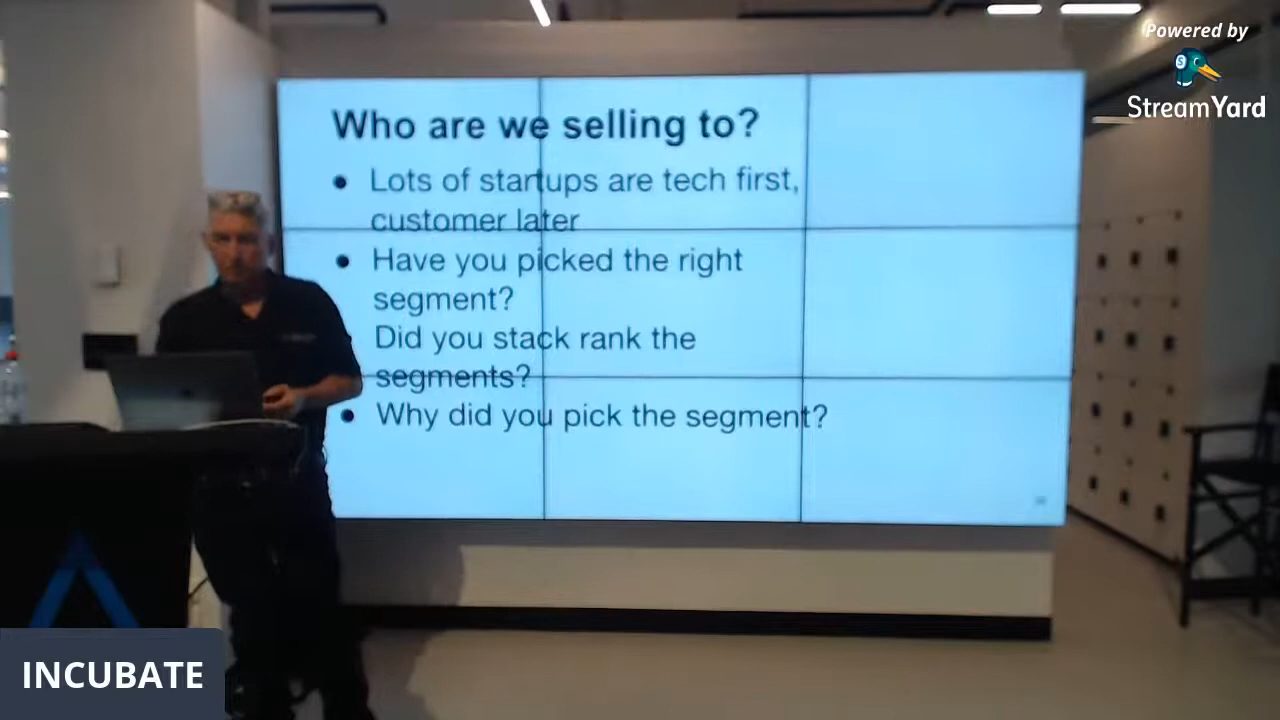 Powered by
StreamYard
Who are we selling to?
● Lots of startups are tech first,
customer later
● Have you picked the right
segment?
Did you stack rank the
segments?
● Why did you pick the segment?
INCUBATE